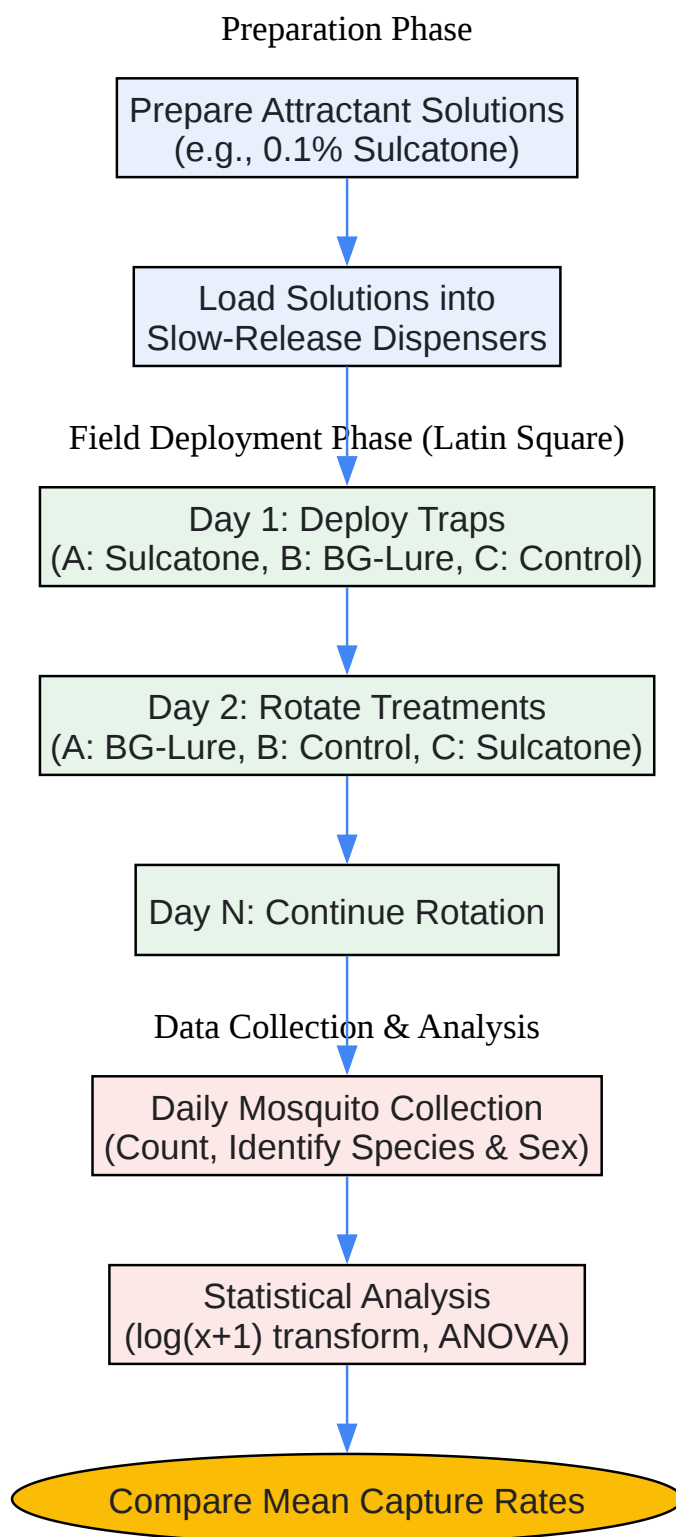 Preparation Phase
Prepare Attractant Solutions
(e.g., 0.1% Sulcatone)
Load Solutions into
Slow-Release Dispensers
Field Deployment Phase (Latin Square)
Day 1: Deploy Traps
(A: Sulcatone, B: BG-Lure, C: Control)
Day 2: Rotate Treatments
(A: BG-Lure, B: Control, C: Sulcatone)
Day N: Continue Rotation
Data Collection & Analysis
Daily Mosquito Collection
(Count, Identify Species & Sex)
Statistical Analysis
(log(x+1) transform, ANOVA)
Compare Mean Capture Rates